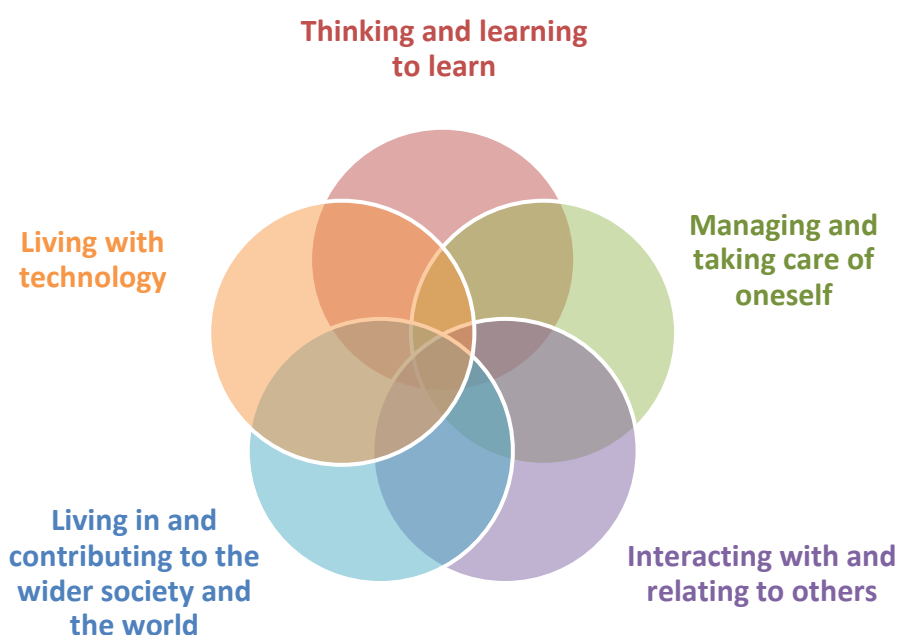 Thinking and learning
to learn
Living with
technology
Managing and
taking care of
oneself
Living in and
contributing to the
wider society and
the world
Interacting with and
relating to others